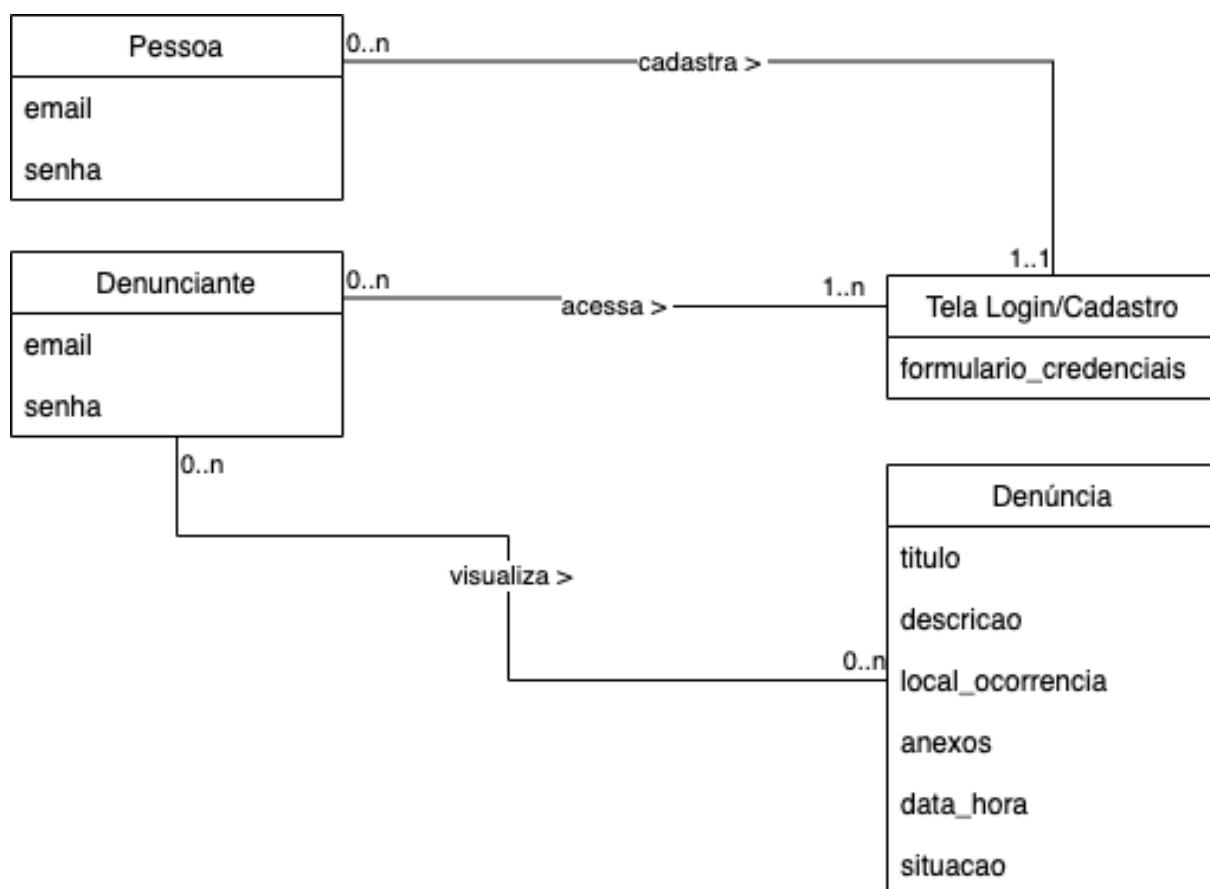 Pessoa
email
senha
0..n
cadastra >
1..1
Denunciante
email
senha
0..n
acessa >
1..n
Tela Login/Cadastro
formulario_credenciais
0..n
visualiza >
0..n
Denúncia
titulo
descricao
local_ocorrencia
anexos
data_hora
situacao